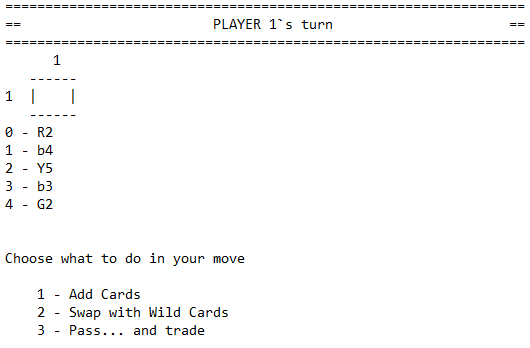 =================================================================
==                        PLAYER 1`s turn                      ==
=================================================================
      1
   ------
1  |    |
   ------
0 - R2
1 - b4
2 - Y5
3 - b3
4 - G2
Choose what to do in your move
    1 - Add Cards
    2 - Swap with Wild Cards
    3 - Pass... and trade